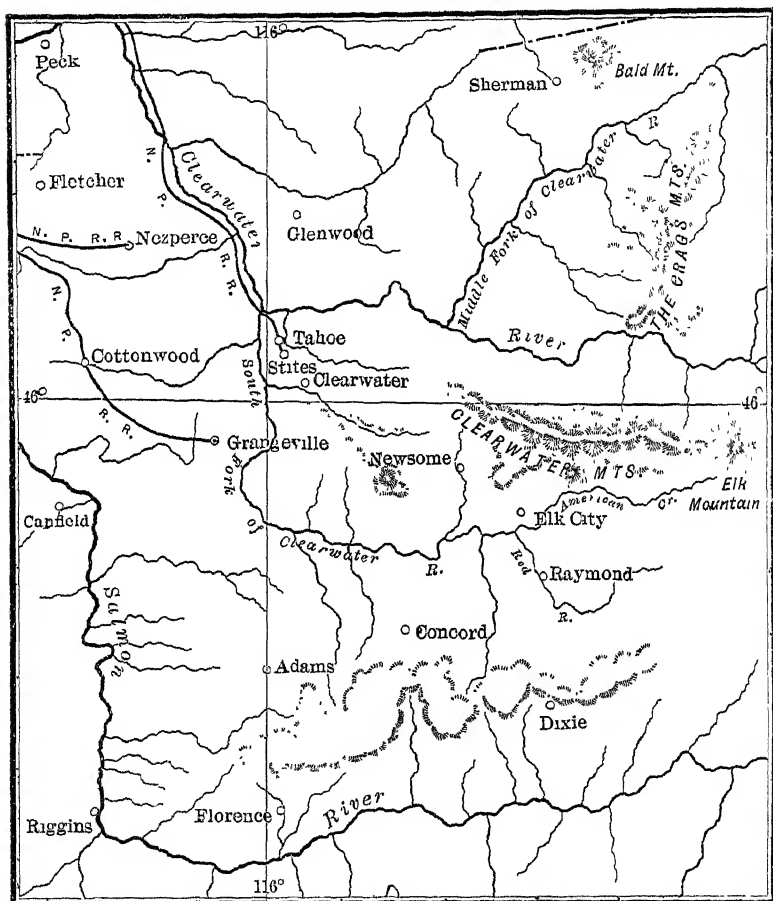 116°
Peck
Sherman
Bald Mt.
Fletcher
N. P. R. R.
Clearwater
N. P. R. R.
Nezperce
Glenwood
Middle Fork of Clearwater R
THE CRAGS MTS.
N. P. R. R.
Cottonwood
Tahoe
Stites
River
Clearwater
46°
46°
South Fork of Clearwater R.
Grangeville
CLEARWATER MTS.
Newsome
Elk
Mountain
American Cr.
Elk City
Canfield
Red R.
Raymond
Salmon
Concord
Adams
Dixie
Riggins
Florence
River
116°